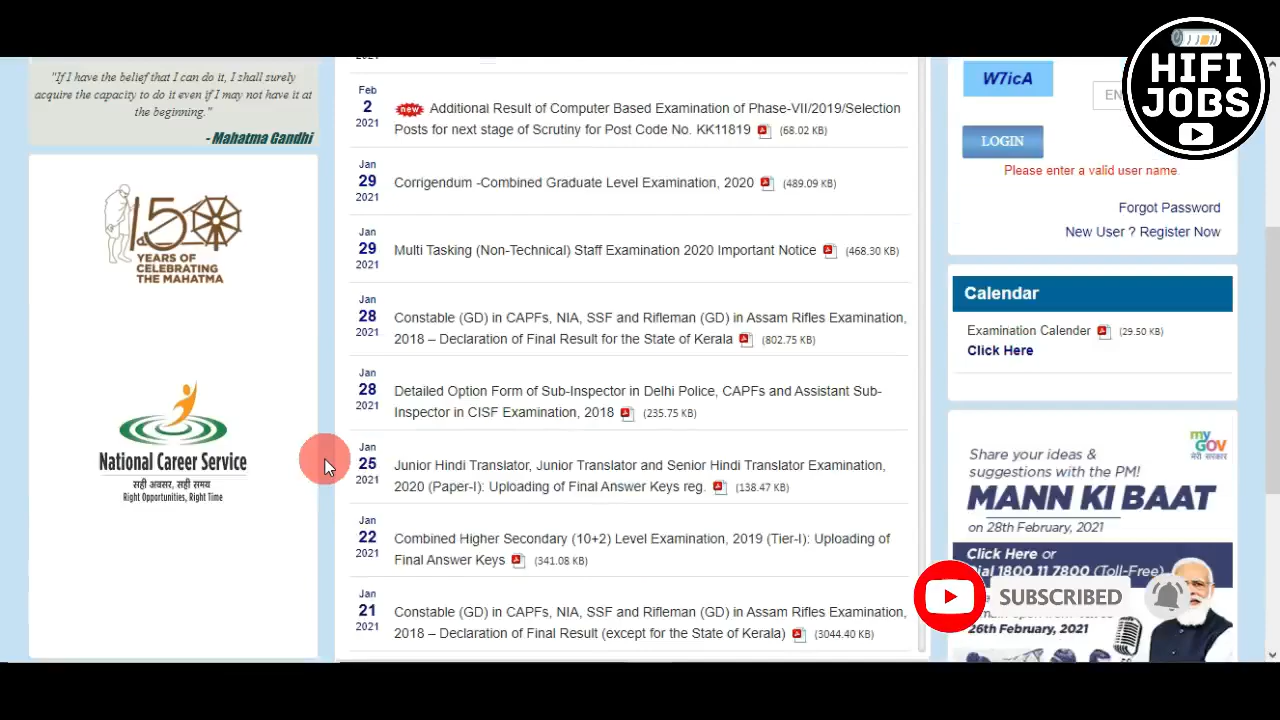 "If I have the belief that I can do it, I shall surely
acquire the capacity to do it even if I may not have it at
the beginning."
- Mahatma Gandhi
150
YEARS OF
CELEBRATING
THE MAHATMA
National Career Service
सही अवसर, सही समय
Right Opportunities, Right Time
2021
Feb
2
2021
new Additional Result of Computer Based Examination of Phase-VII/2019/Selection
Posts for next stage of Scrutiny for Post Code No. KK11819 (68.02 KB)
Jan
29
2021
Corrigendum -Combined Graduate Level Examination, 2020 (489.09 KB)
Jan
29
2021
Multi Tasking (Non-Technical) Staff Examination 2020 Important Notice (468.30 KB)
Jan
28
2021
Constable (GD) in CAPFs, NIA, SSF and Rifleman (GD) in Assam Rifles Examination,
2018 – Declaration of Final Result for the State of Kerala (802.75 KB)
Jan
28
2021
Detailed Option Form of Sub-Inspector in Delhi Police, CAPFs and Assistant Sub-
Inspector in CISF Examination, 2018 (235.75 KB)
Jan
25
2021
Junior Hindi Translator, Junior Translator and Senior Hindi Translator Examination,
2020 (Paper-I): Uploading of Final Answer Keys reg. (138.47 KB)
Jan
22
2021
Combined Higher Secondary (10+2) Level Examination, 2019 (Tier-I): Uploading of
Final Answer Keys (341.08 KB)
Jan
21
2021
Constable (GD) in CAPFs, NIA, SSF and Rifleman (GD) in Assam Rifles Examination,
2018 – Declaration of Final Result (except for the State of Kerala) (3044.40 KB)
HIFI
JOBS
W7icA
EN
LOGIN
Please enter a valid user name.
Forgot Password
New User ? Register Now
Calendar
Examination Calender (29.50 KB)
Click Here
my
GOV
मेरी सरकार
Share your ideas &
suggestions with the PM!
MANN KI BAAT
on 28th February, 2021
Click Here or
Dial 1800 11 7800 (Toll-Free)
SUBSCRIBED
26th February, 2021